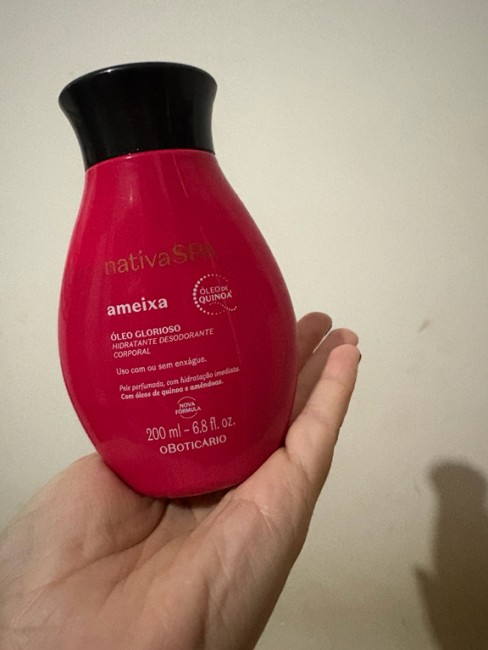 nativaSPA
ameixa
ÓLEO DE
QUINOA
ÓLEO GLORIOSO
HIDRATANTE DESODORANTE
CORPORAL
Uso com ou sem enxágue.
Pele perfumada, com hidratação imediata.
Com óleos de quinoa e amêndoas.
NOVA
FÓRMULA
200 ml – 6.8 fl. oz.
oBOTICÁRIO